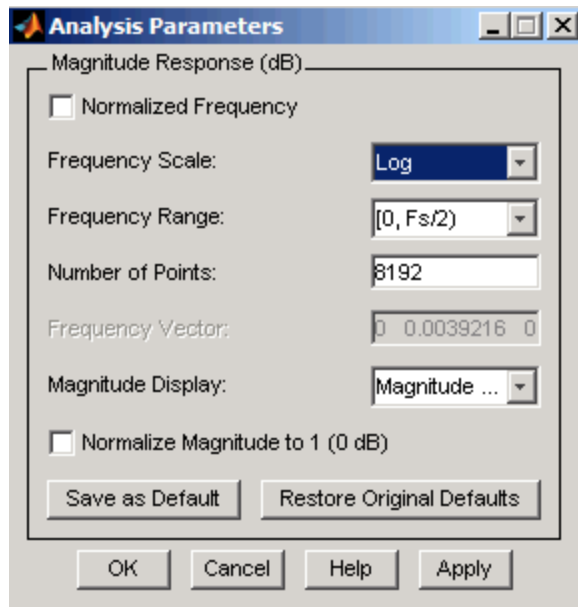 Analysis Parameters
Magnitude Response (dB)
Normalized Frequency
Frequency Scale: Log
Frequency Range: [0, Fs/2)
Number of Points: 8192
Frequency Vector: 0 0.0039216 0
Magnitude Display: Magnitude ...
Normalize Magnitude to 1 (0 dB)
Save as Default Restore Original Defaults
OK Cancel Help Apply